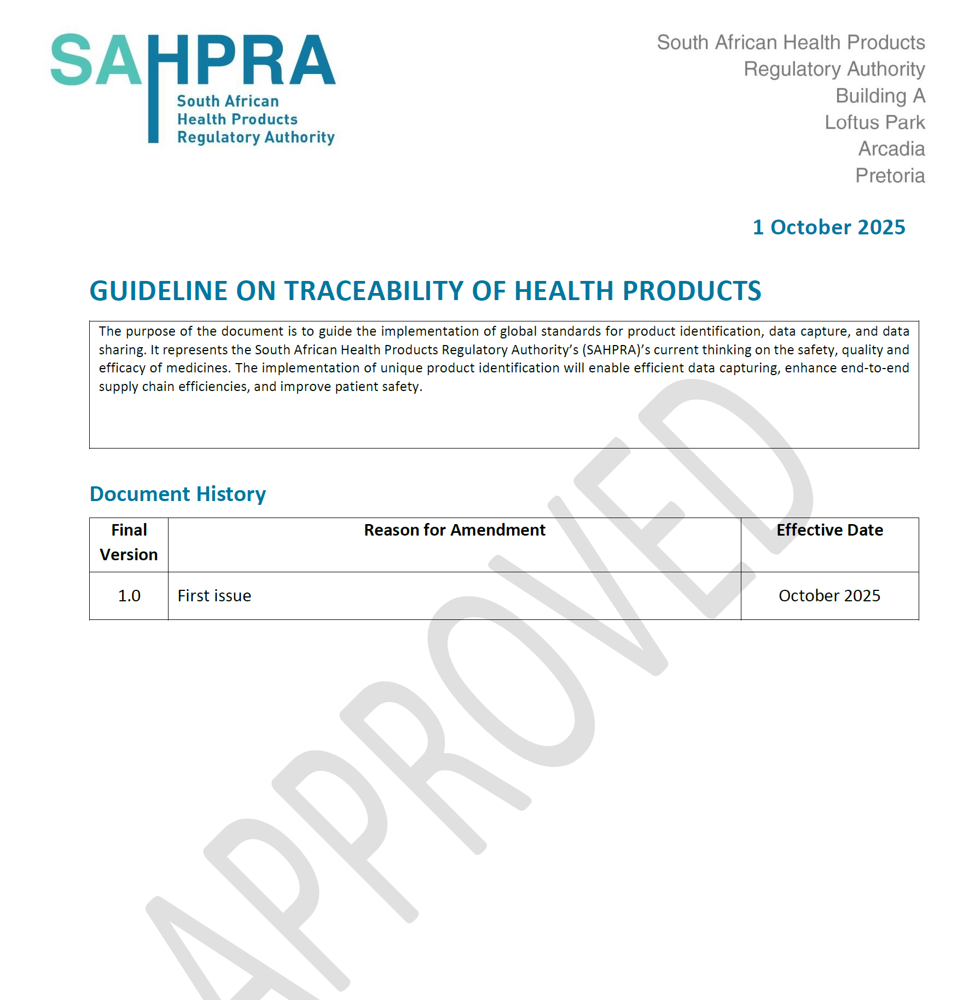 SAHPRA
South African
Health Products
Regulatory Authority
South African Health Products
Regulatory Authority
Building A
Loftus Park
Arcadia
Pretoria
1 October 2025
GUIDELINE ON TRACEABILITY OF HEALTH PRODUCTS
The purpose of the document is to guide the implementation of global standards for product identification, data capture, and data
sharing. It represents the South African Health Products Regulatory Authority’s (SAHPRA)’s current thinking on the safety, quality and
efficacy of medicines. The implementation of unique product identification will enable efficient data capturing, enhance end-to-end
supply chain efficiencies, and improve patient safety.
Document History
Final
Version
Reason for Amendment
Effective Date
1.0
First issue
October 2025
APPROVED